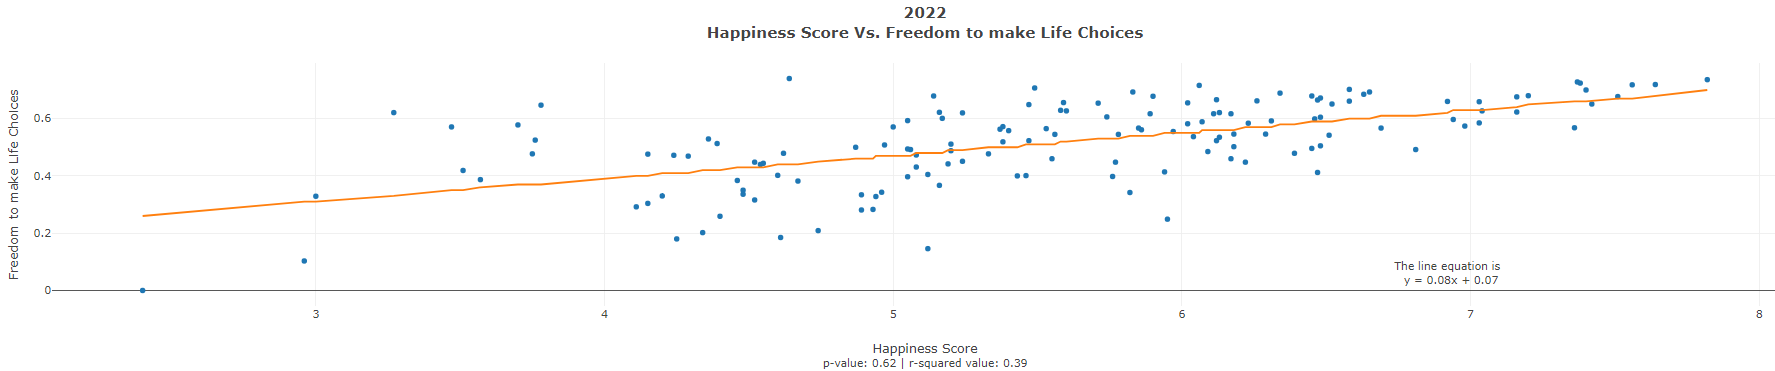 2022
Happiness Score Vs. Freedom to make Life Choices
Freedom to make Life Choices
0.6
0.4
0.2
0
The line equation is
y = 0.08x + 0.07
3
4
5
6
7
8
Happiness Score
p-value: 0.62 | r-squared value: 0.39